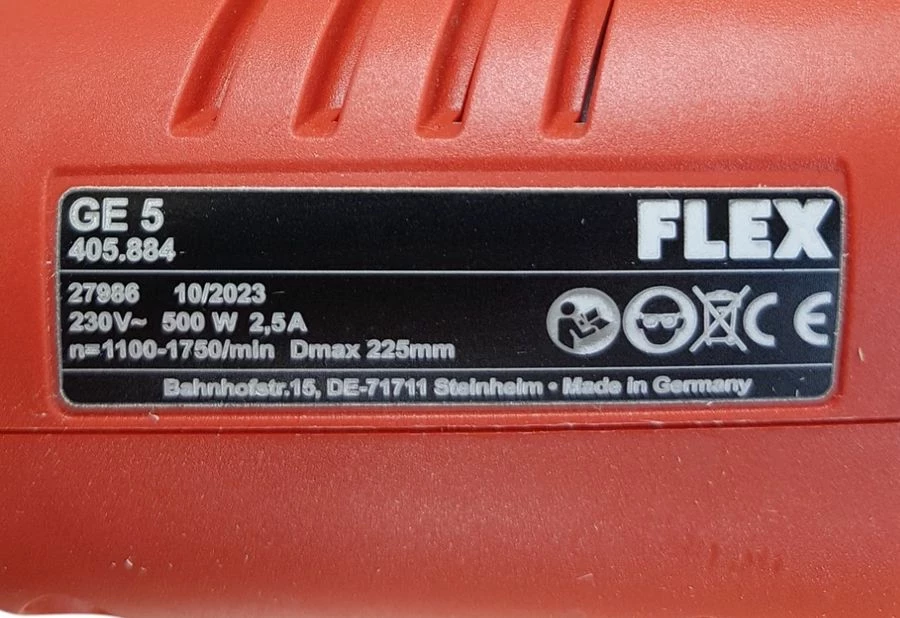 GE 5
FLEX
405.884
27986 10/2023
230V~ 500 W 2,5A
n=1100-1750/min Dmax 225mm
CE
Bahnhofstr.15, DE-71711 Steinheim • Made in Germany